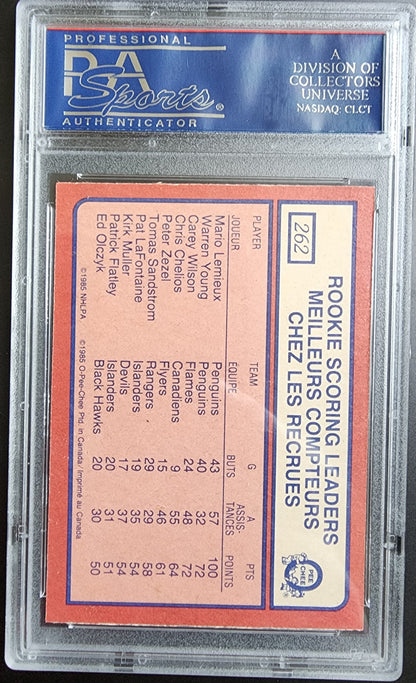 PROFESSIONAL
PSA
Sports
AUTHENTICATOR
A
DIVISION OF
COLLECTORS
UNIVERSE
NASDAQ: CLCT
262
ROOKIE SCORING LEADERS
MEILLEURS COMPTEURS
CHEZ LES RECRUES
O
PEE
CHEE
®
PLAYER TEAM G A PTS
JOUEUR ÉQUIPE BUTS ASSIS-
TANCES POINTS
Mario Lemieux Penguins 43 57 100
Warren Young Penguins 40 32 72
Carey Wilson Flames 24 48 72
Chris Chelios Canadiens 9 55 64
Peter Zezel Flyers 15 46 61
Tomas Sandstrom Rangers 29 29 58
Pat LaFontaine Islanders 19 35 54
Kirk Muller Devils 17 37 54
Patrick Flatley Islanders 20 31 51
Ed Olczyk Black Hawks 20 30 50
©1985 NHLPA ©1985 O-Pee-Chee Ptd. in Canada/Imprimé au Canada